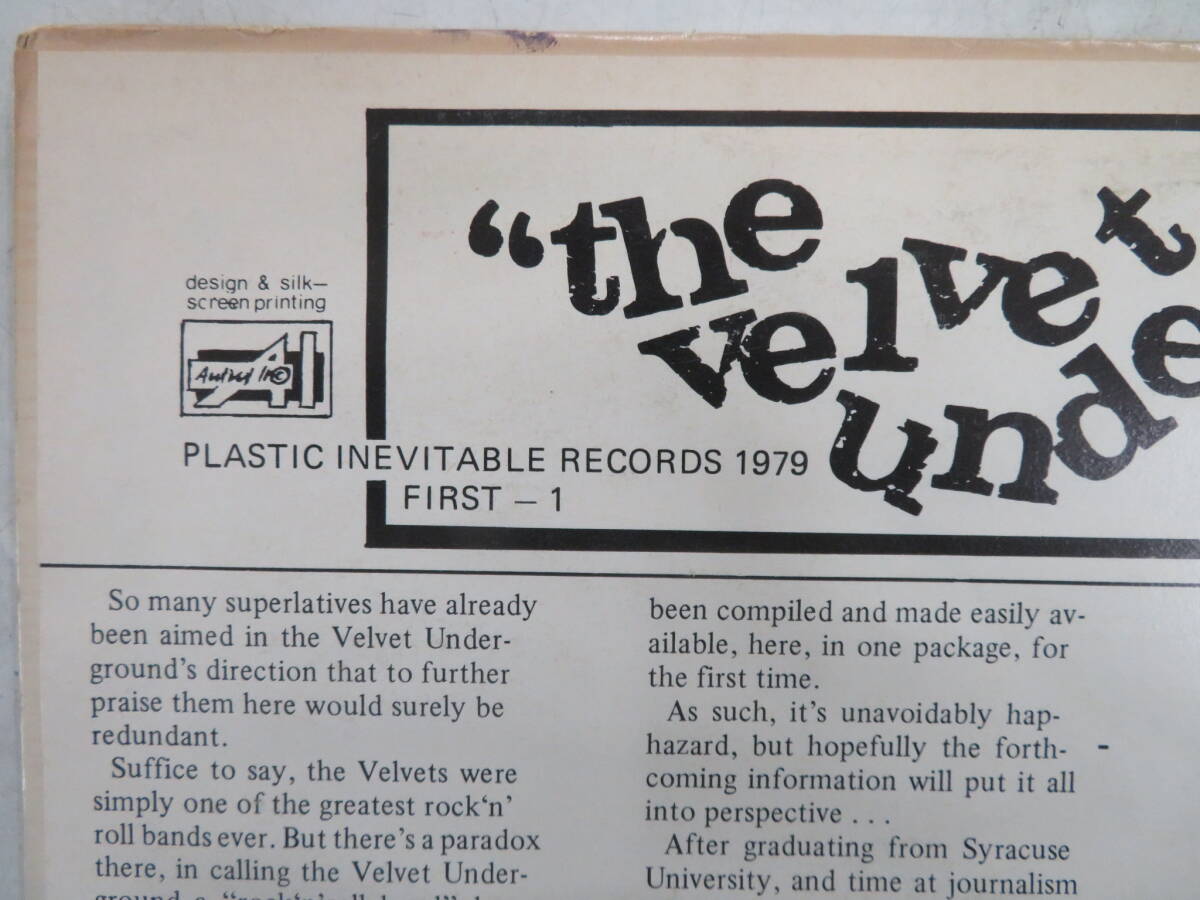 “the
velvet
unde
design & silk—
screen printing
PLASTIC INEVITABLE RECORDS 1979
FIRST — 1
So many superlatives have already
been aimed in the Velvet Under-
ground's direction that to further
praise them here would surely be
redundant.
Suffice to say, the Velvets were
simply one of the greatest rock‘n’
roll bands ever. But there's a paradox
there, in calling the Velvet Under-
been compiled and made easily av-
ailable, here, in one package, for
the first time.
As such, it's unavoidably hap-
hazard, but hopefully the forth-
coming information will put it all
into perspective . . .
After graduating from Syracuse
University, and time at journalism